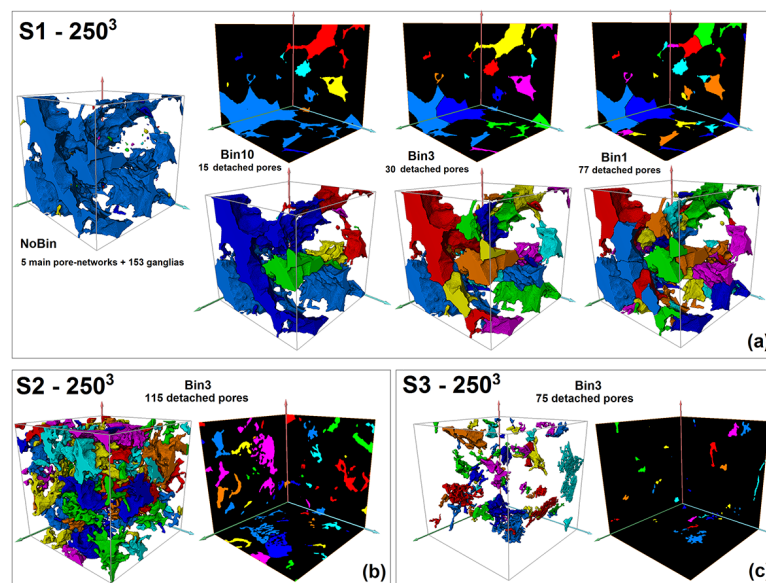 S1 - 250³
Bin10
15 detached pores
Bin3
30 detached pores
Bin1
77 detached pores
NoBin
5 main pore-networks + 153 ganglias
(a)
S2 - 250³
Bin3
115 detached pores
(b)
S3 - 250³
Bin3
75 detached pores
(c)